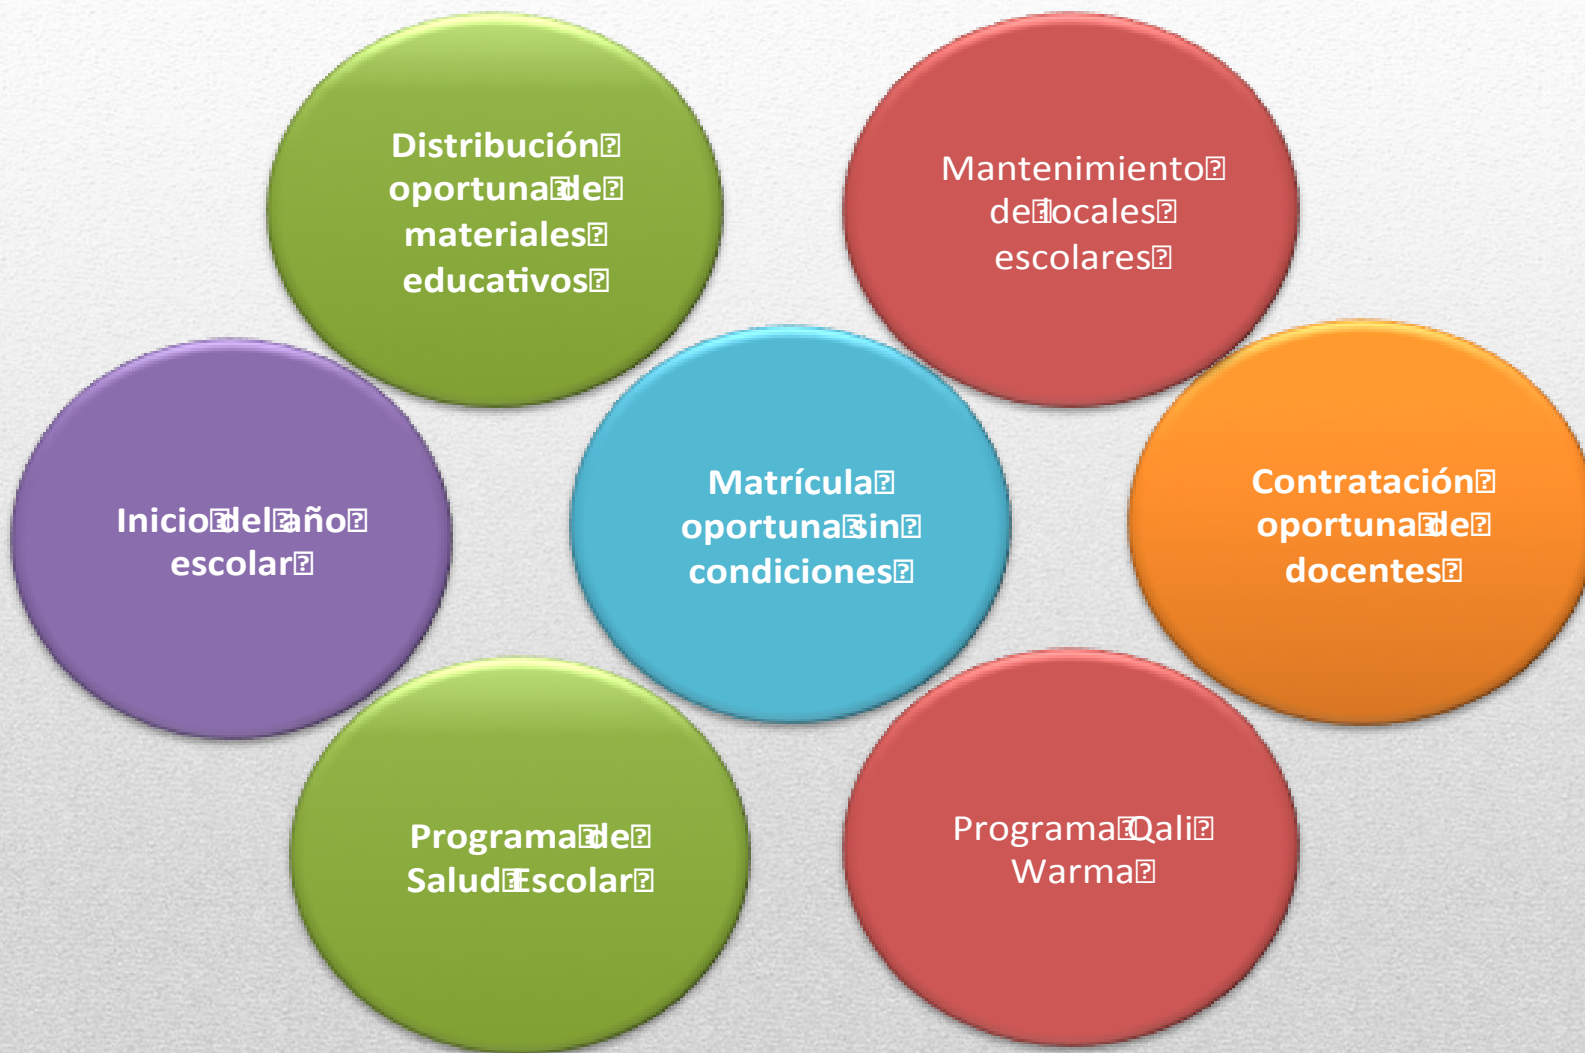 Distribución
oportuna de
materiales
educativos
Mantenimiento
de locales
escolares
Inicio del año
escolar
Matrícula
oportuna sin
condiciones
Contratación
oportuna de
docentes
Programa de
Salud Escolar
Programa Qali
Warma